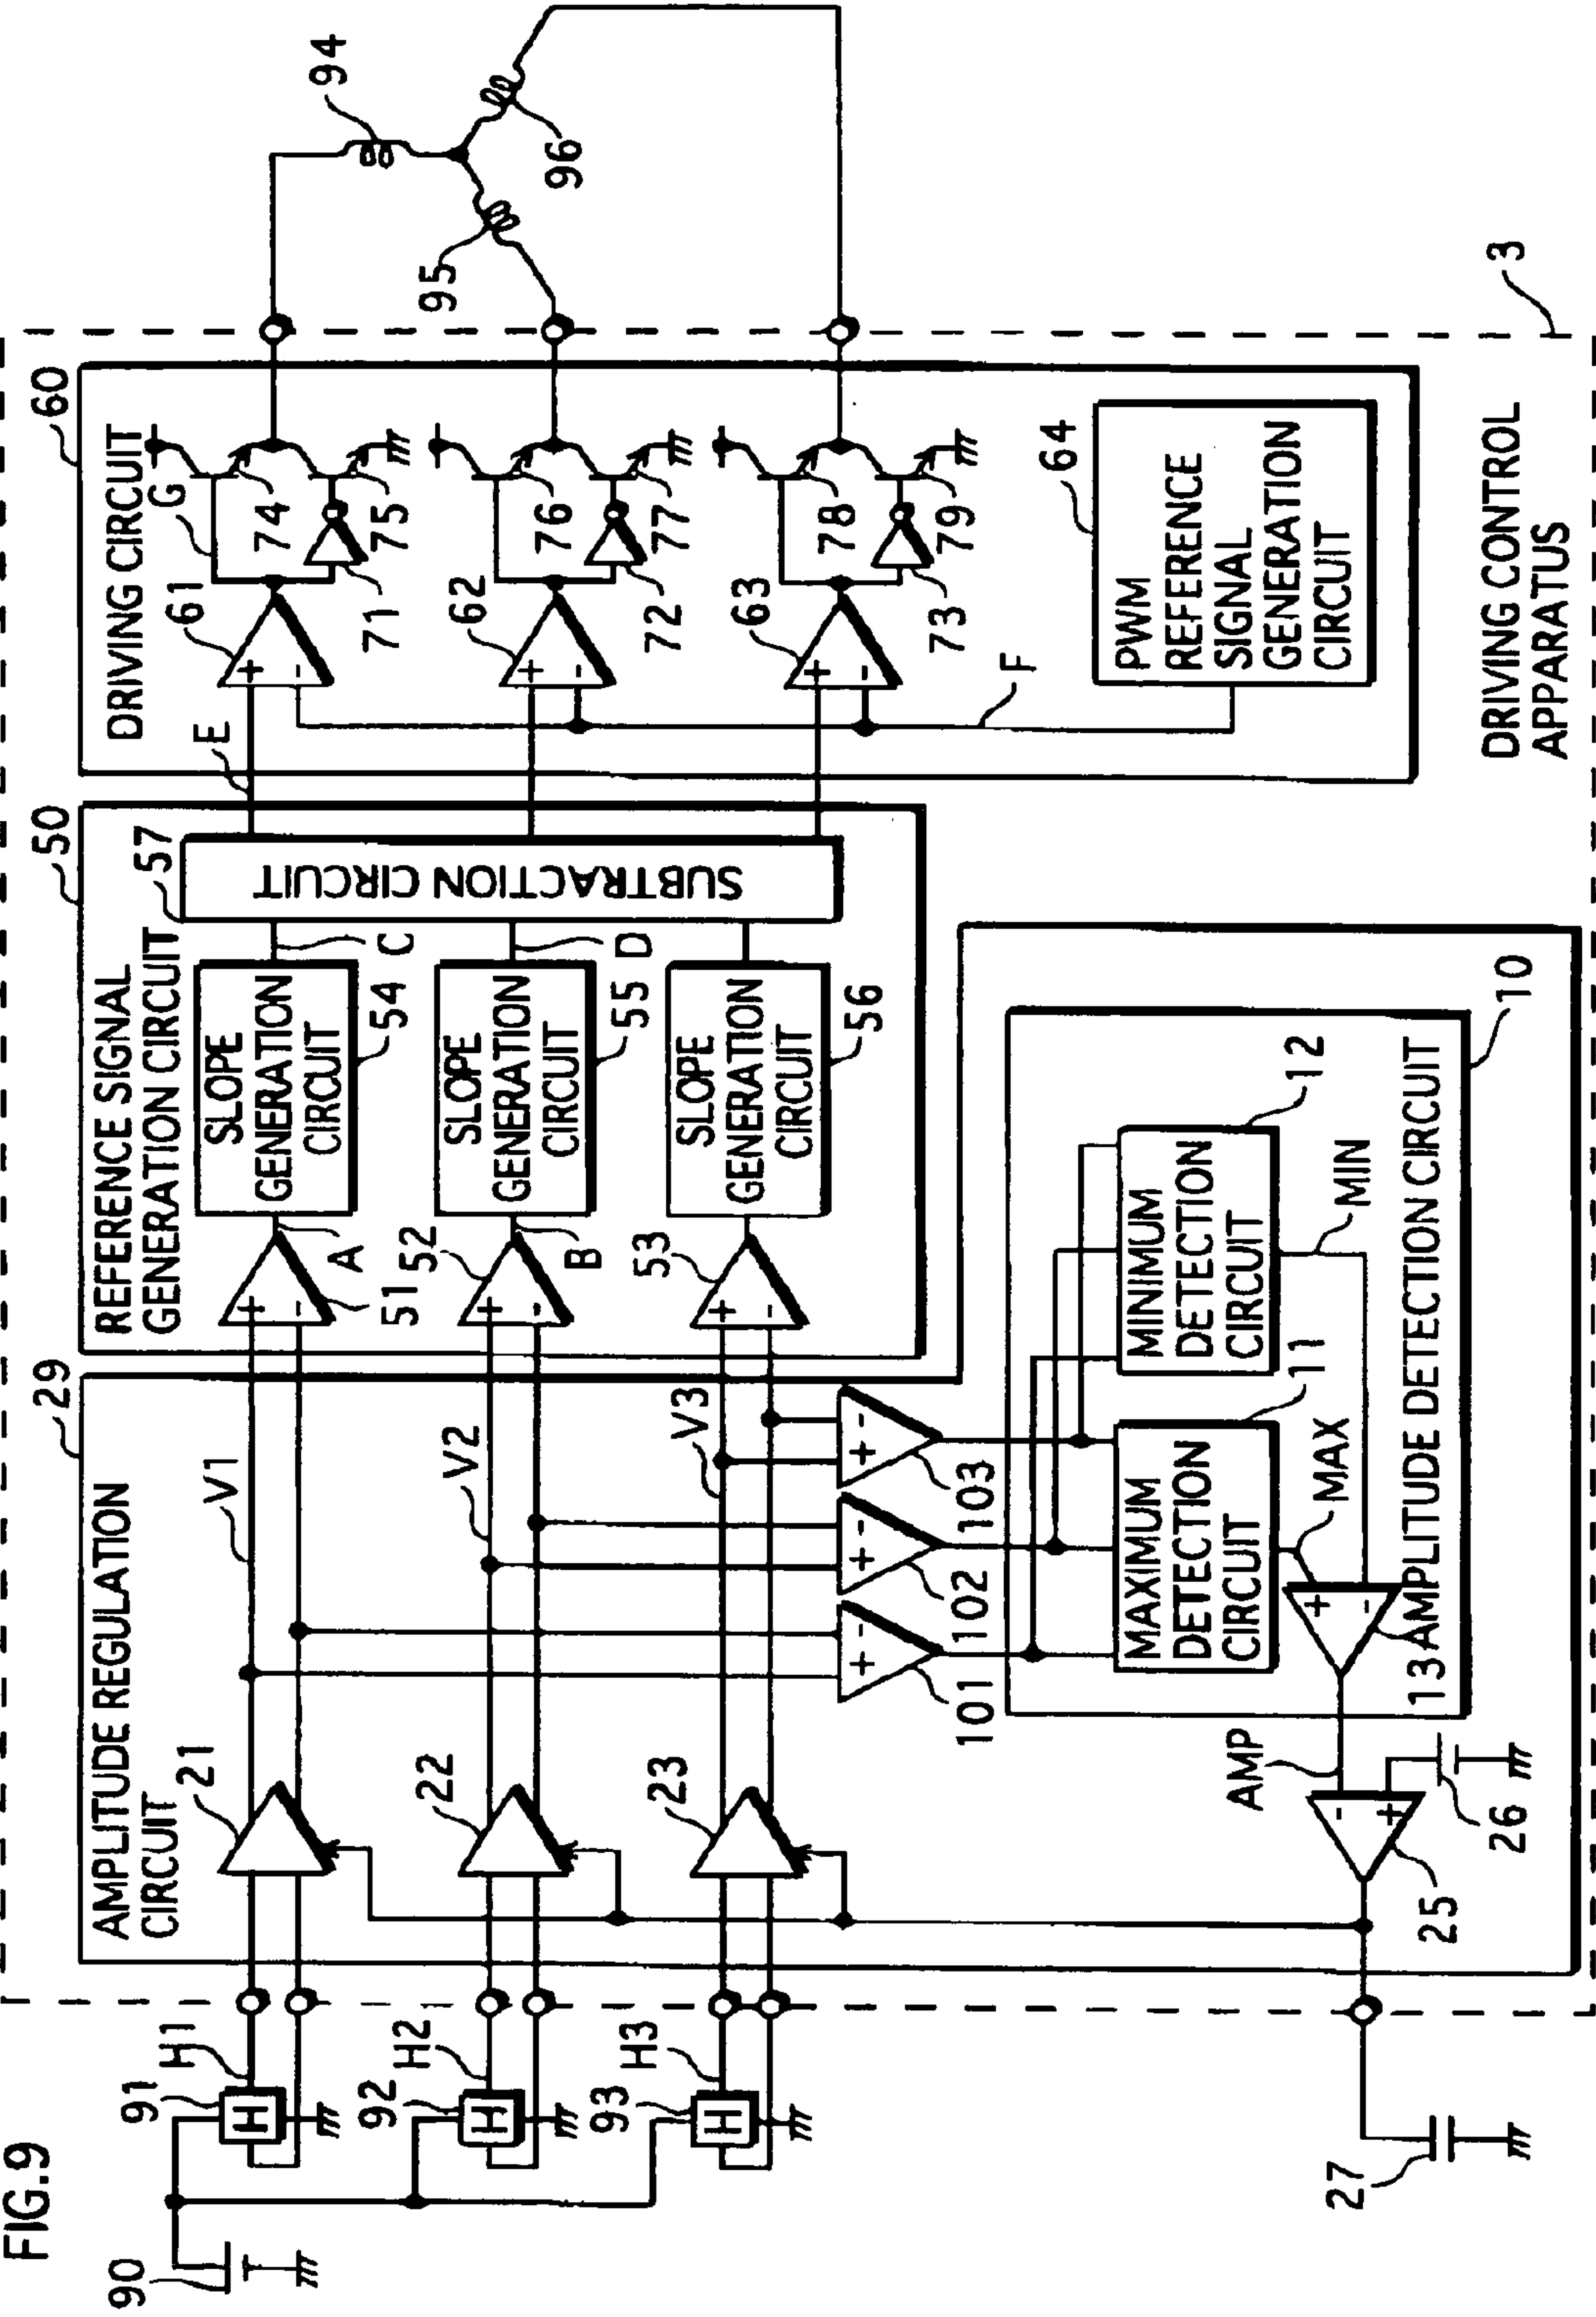 FIG.9
90
91
H1
92
H2
93
H3
27
29
AMPLITUDE REGULATION
CIRCUIT
21
22
23
V1
V2
V3
+ -
101
+ -
102
+ -
103
25
26
- +
AMP
10
AMPLITUDE DETECTION CIRCUIT
MAXIMUM
DETECTION
CIRCUIT
11
MAX
MINIMUM
DETECTION
CIRCUIT
12
MIN
13
+ -
50
REFERENCE SIGNAL
GENERATION CIRCUIT
+ -
51
A
+ -
52
B
+ -
53
SLOPE
GENERATION
CIRCUIT
54
C
SLOPE
GENERATION
CIRCUIT
55
D
SLOPE
GENERATION
CIRCUIT
56
57
SUBTRACTION CIRCUIT
60
DRIVING CIRCUIT
E
+ -
61
+ -
62
+ -
63
F
G
71
72
73
74
75
76
77
78
79
PWM
REFERENCE
SIGNAL
GENERATION
CIRCUIT
64
DRIVING CONTROL
APPARATUS
3
94
95
96
H
H
H